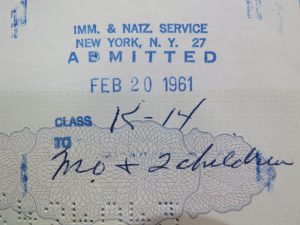 IMM. & NATZ. SERVICE
NEW YORK, N. Y. 27
ADMITTED
FEB 20 1961
CLASS K-14
TO
Mo + 2 children